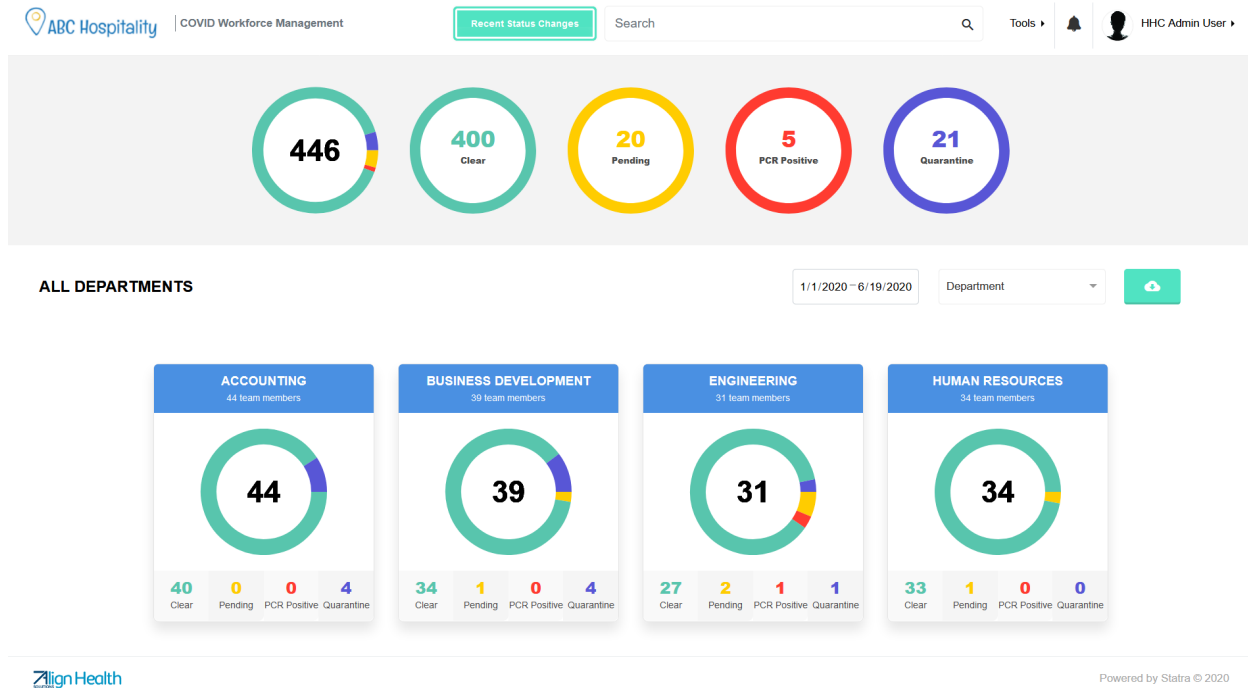 ABC Hospitality
COVID Workforce Management
Recent Status Changes
Search
Tools
HHC Admin User
446
400
Clear
20
Pending
5
PCR Positive
21
Quarantine
ALL DEPARTMENTS
1/1/2020 – 6/19/2020
Department
ACCOUNTING
44 team members
44
40 0 0 4
Clear Pending PCR Positive Quarantine
BUSINESS DEVELOPMENT
39 team members
39
34 1 0 4
Clear Pending PCR Positive Quarantine
ENGINEERING
31 team members
31
27 2 1 1
Clear Pending PCR Positive Quarantine
HUMAN RESOURCES
34 team members
34
33 1 0 0
Clear Pending PCR Positive Quarantine
Align Health
SOLUTIONS
Powered by Statra © 2020